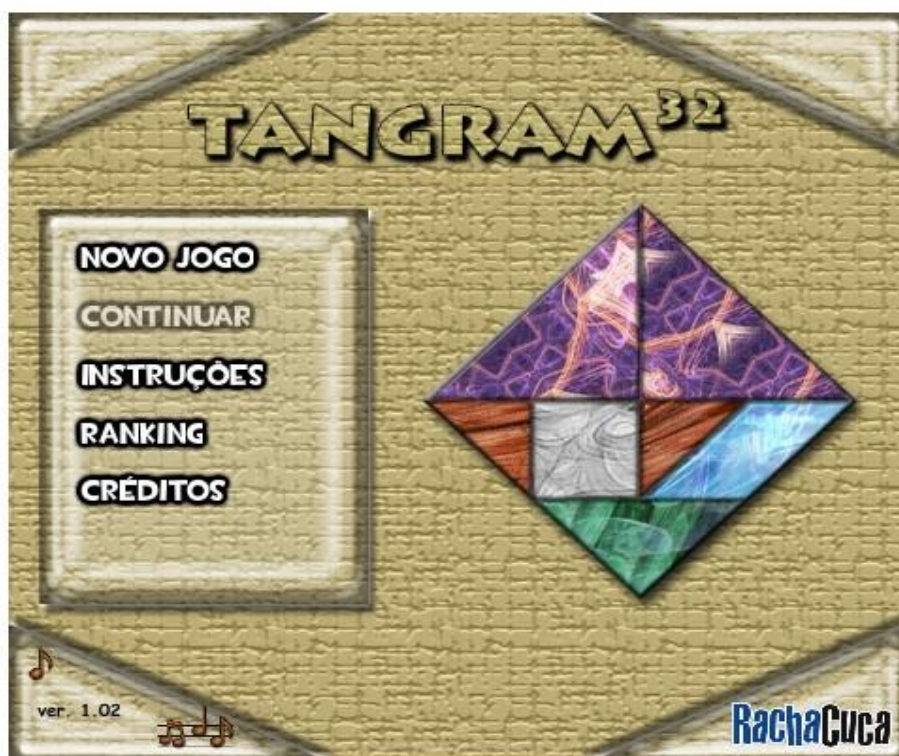 TANGRAM³²
NOVO JOGO
CONTINUAR
INSTRUÇÕES
RANKING
CRÉDITOS
ver. 1.02
RachaCuca